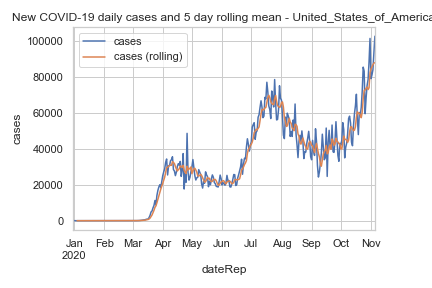 New COVID-19 daily cases and 5 day rolling mean - United_States_of_America
cases
cases (rolling)
100000
80000
60000
40000
20000
0
cases
Jan Feb Mar Apr May Jun Jul Aug Sep Oct Nov
2020
dateRep